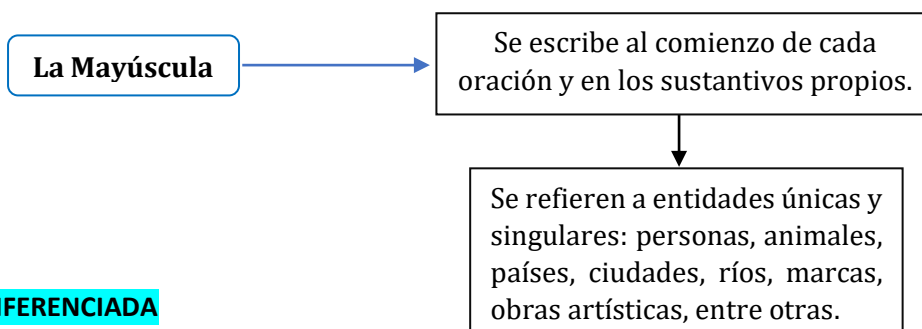 La Mayúscula
Se escribe al comienzo de cada
oración y en los sustantivos propios.
Se refieren a entidades únicas y
singulares: personas, animales,
países, ciudades, ríos, marcas,
obras artísticas, entre otras.
IFERENCIADA